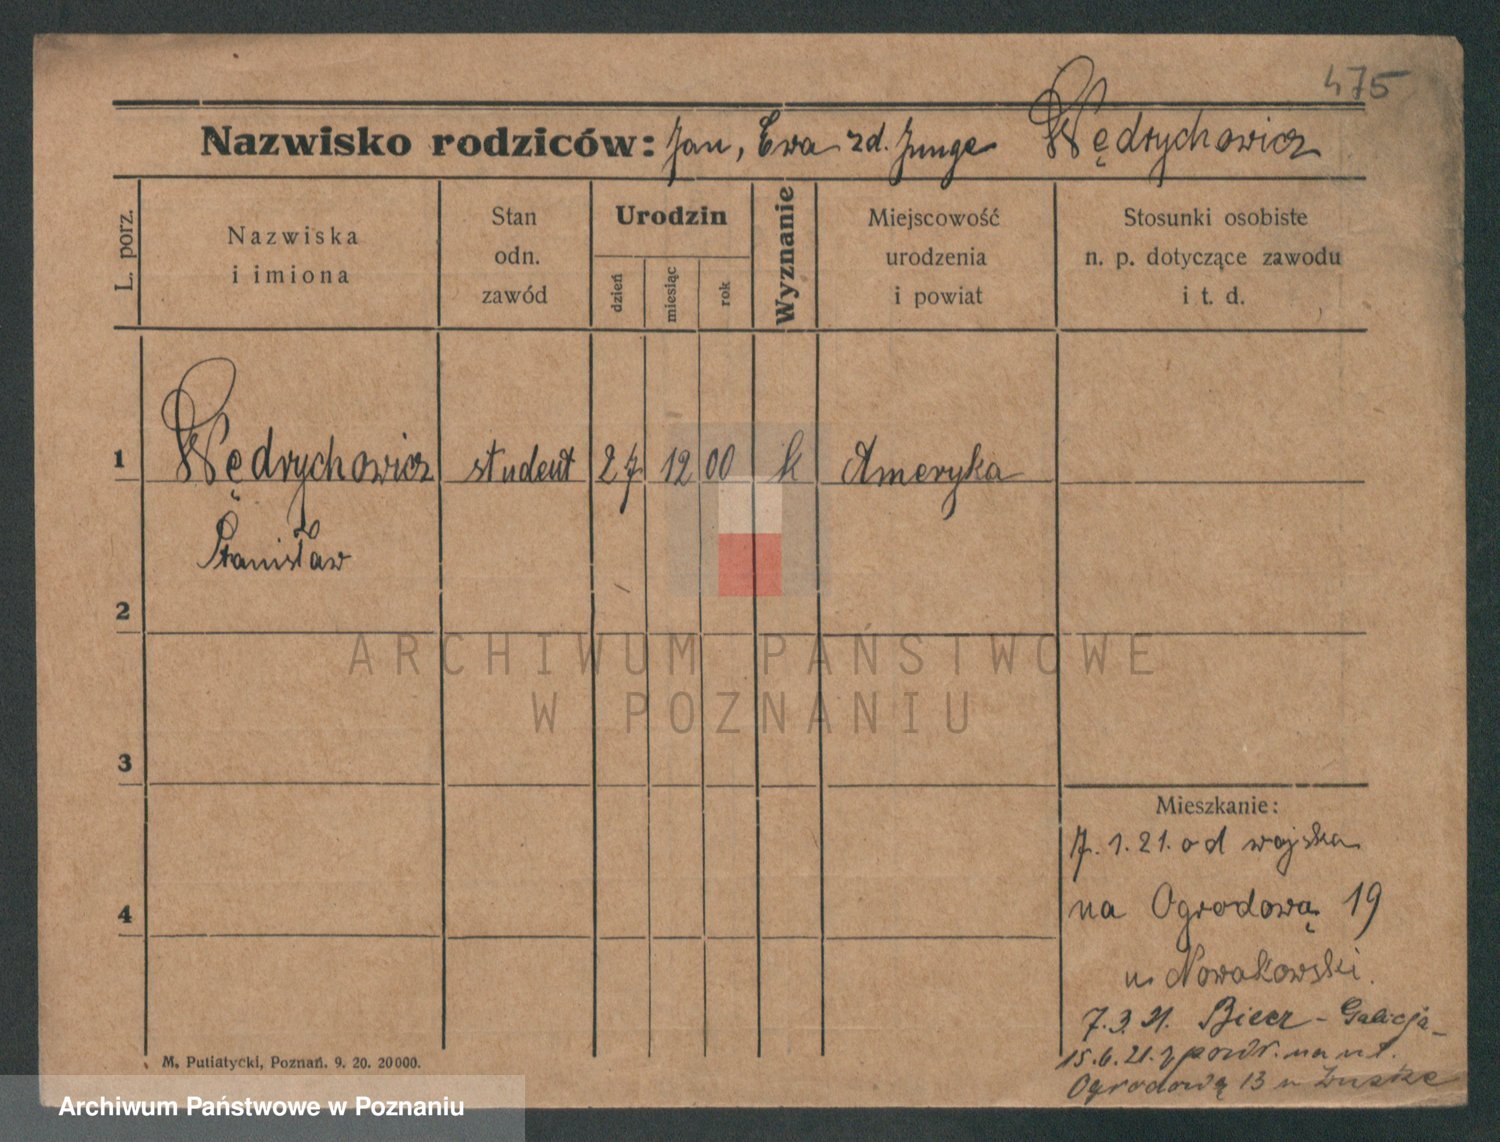 475
Nazwisko rodziców: Jan, Ewa zd. Junge Wędrychowicz
L. porz.
Nazwiska
i imiona
Stan
odn.
zawód
Urodzin
dzień
miesiąc
rok
Wyznanie
Miejscowość
urodzenia
i powiat
Stosunki osobiste
n. p. dotyczące zawodu
i t. d.
1 Wędrychowicz student 27 12 00 k Ameryka
Stanisław
2
3
4
ARCHIWUM PAŃSTWOWE
W POZNANIU
Mieszkanie:
17.1.21. od wojska
na Ogrodową 19
u Nowakowski.
7.3.21. Biecz - Galicja
15.6.21. z powr. na ul.
Ogrodową 13 u
M. Putiatycki, Poznań. 9. 20. 20000.
Archiwum Państwowe w Poznaniu